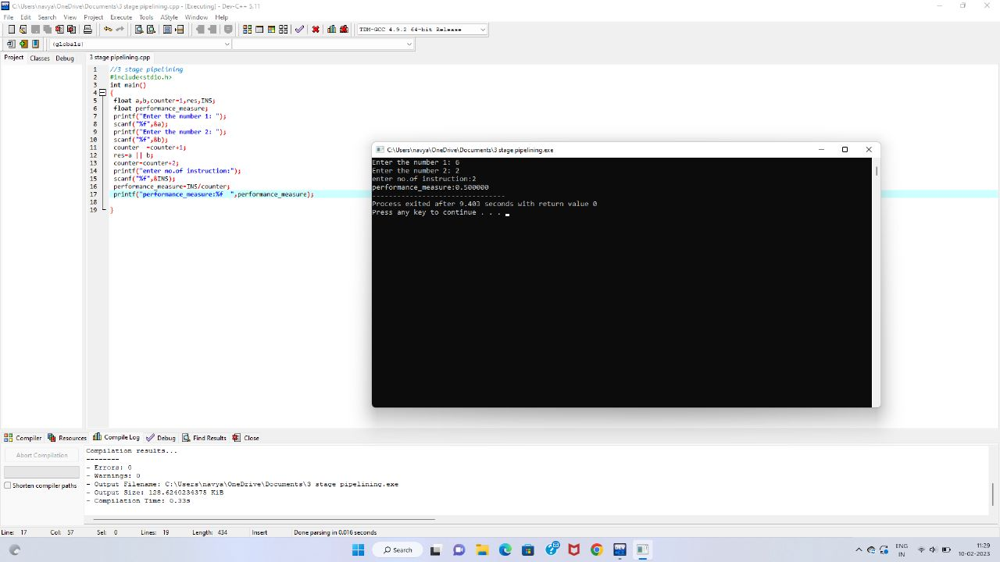 C:\Users\navya\OneDrive\Documents\3 stage pipelining.cpp - [Executing] - Dev-C++ 5.11
File Edit Search View Project Execute Tools AStyle Window Help
TDM-GCC 4.9.2 64-bit Release
(globals)
Project Classes Debug
3 stage pipelining.cpp
1 //3 stage pipelining
2 #include<stdio.h>
3 int main()
4 {
5 float a,b,counter=1,res,INS;
6 float performance_measure;
7 printf("Enter the number 1: ");
8 scanf("%f",&a);
9 printf("Enter the number 2: ");
10 scanf("%f",&b);
11 counter =counter+1;
12 res=a || b;
13 counter=counter+2;
14 printf("enter no.of instruction:");
15 scanf("%f",&INS);
16 performance_measure=INS/counter;
17 printf("performance_measure:%f ",performance_measure);
18
19 }
C:\Users\navya\OneDrive\Documents\3 stage pipelining.exe
Enter the number 1: 6
Enter the number 2: 2
enter no.of instruction:2
performance_measure:0.500000
--------------------------------
Process exited after 9.403 seconds with return value 0
Press any key to continue . . .
Compiler Resources Compile Log Debug Find Results Close
Abort Compilation
Shorten compiler paths
Compilation results...
--------
- Errors: 0
- Warnings: 0
- Output Filename: C:\Users\navya\OneDrive\Documents\3 stage pipelining.exe
- Output Size: 128.6240234375 KiB
- Compilation Time: 0.33s
Line: 17 Col: 57 Sel: 0 Lines: 19 Length: 434 Insert Done parsing in 0.016 seconds
Search
DEV
ENG
IN
11:29
10-02-2023